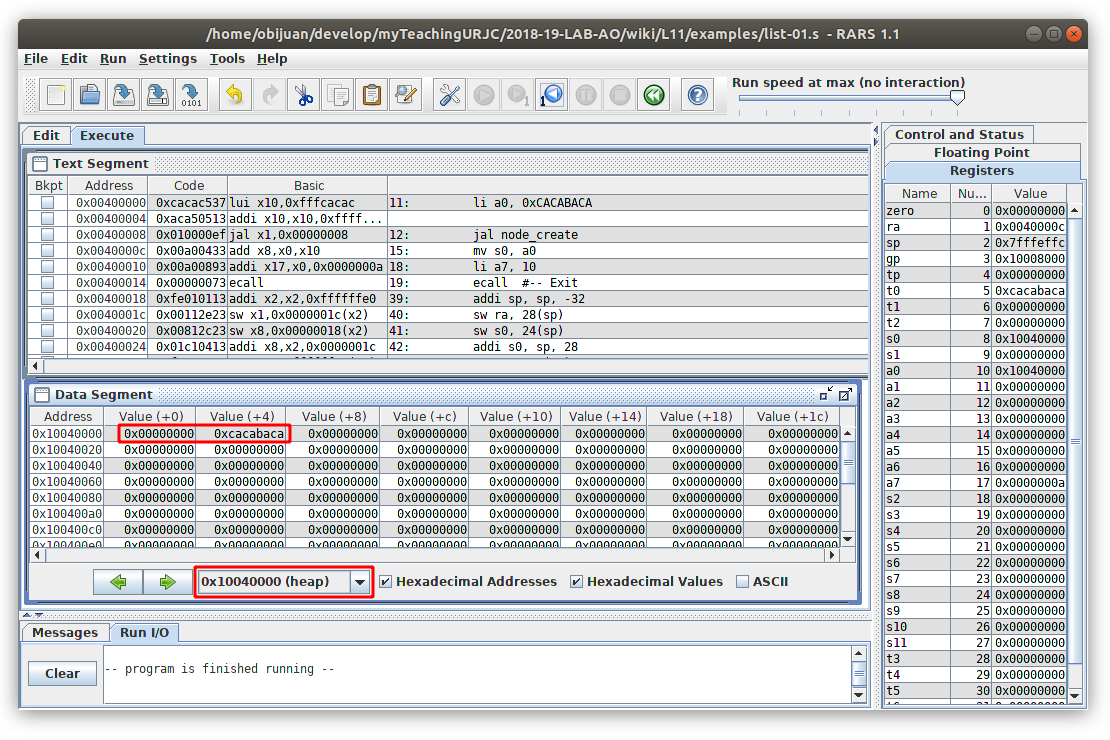 /home/obijuan/develop/myTeachingURJC/2018-19-LAB-AO/wiki/L11/examples/list-01.s - RARS 1.1
File Edit Run Settings Tools Help
Run speed at max (no interaction)
Edit Execute
Text Segment
Bkpt Address Code Basic
0x00400000 0xcacac537 lui x10,0xfffcacac 11: li a0, 0xCACABACA
0x00400004 0xaca50513 addi x10,x10,0xffff...
0x00400008 0x010000ef jal x1,0x00000008 12: jal node_create
0x0040000c 0x00a00433 add x8,x0,x10 15: mv s0, a0
0x00400010 0x00a00893 addi x17,x0,0x0000000a 18: li a7, 10
0x00400014 0x00000073 ecall 19: ecall #-- Exit
0x00400018 0xfe010113 addi x2,x2,0xffffffe0 39: addi sp, sp, -32
0x0040001c 0x00112e23 sw x1,0x0000001c(x2) 40: sw ra, 28(sp)
0x00400020 0x00812c23 sw x8,0x00000018(x2) 41: sw s0, 24(sp)
0x00400024 0x01c10413 addi x8,x2,0x0000001c 42: addi s0, sp, 28
Data Segment
Address Value (+0) Value (+4) Value (+8) Value (+c) Value (+10) Value (+14) Value (+18) Value (+1c)
0x10040000 0x00000000 0xcacabaca 0x00000000 0x00000000 0x00000000 0x00000000 0x00000000 0x00000000
0x10040020 0x00000000 0x00000000 0x00000000 0x00000000 0x00000000 0x00000000 0x00000000 0x00000000
0x10040040 0x00000000 0x00000000 0x00000000 0x00000000 0x00000000 0x00000000 0x00000000 0x00000000
0x10040060 0x00000000 0x00000000 0x00000000 0x00000000 0x00000000 0x00000000 0x00000000 0x00000000
0x10040080 0x00000000 0x00000000 0x00000000 0x00000000 0x00000000 0x00000000 0x00000000 0x00000000
0x100400a0 0x00000000 0x00000000 0x00000000 0x00000000 0x00000000 0x00000000 0x00000000 0x00000000
0x100400c0 0x00000000 0x00000000 0x00000000 0x00000000 0x00000000 0x00000000 0x00000000 0x00000000
0x100400e0 0x00000000 0x00000000 0x00000000 0x00000000 0x00000000 0x00000000 0x00000000 0x00000000
0x10040000 (heap) Hexadecimal Addresses Hexadecimal Values ASCII
Messages Run I/O
Clear
-- program is finished running --
Control and Status
Floating Point
Registers
Name Nu... Value
zero 0 0x00000000
ra 1 0x0040000c
sp 2 0x7fffeffc
gp 3 0x10008000
tp 4 0x00000000
t0 5 0xcacabaca
t1 6 0x00000000
t2 7 0x00000000
s0 8 0x10040000
s1 9 0x00000000
a0 10 0x10040000
a1 11 0x00000000
a2 12 0x00000000
a3 13 0x00000000
a4 14 0x00000000
a5 15 0x00000000
a6 16 0x00000000
a7 17 0x0000000a
s2 18 0x00000000
s3 19 0x00000000
s4 20 0x00000000
s5 21 0x00000000
s6 22 0x00000000
s7 23 0x00000000
s8 24 0x00000000
s9 25 0x00000000
s10 26 0x00000000
s11 27 0x00000000
t3 28 0x00000000
t4 29 0x00000000
t5 30 0x00000000